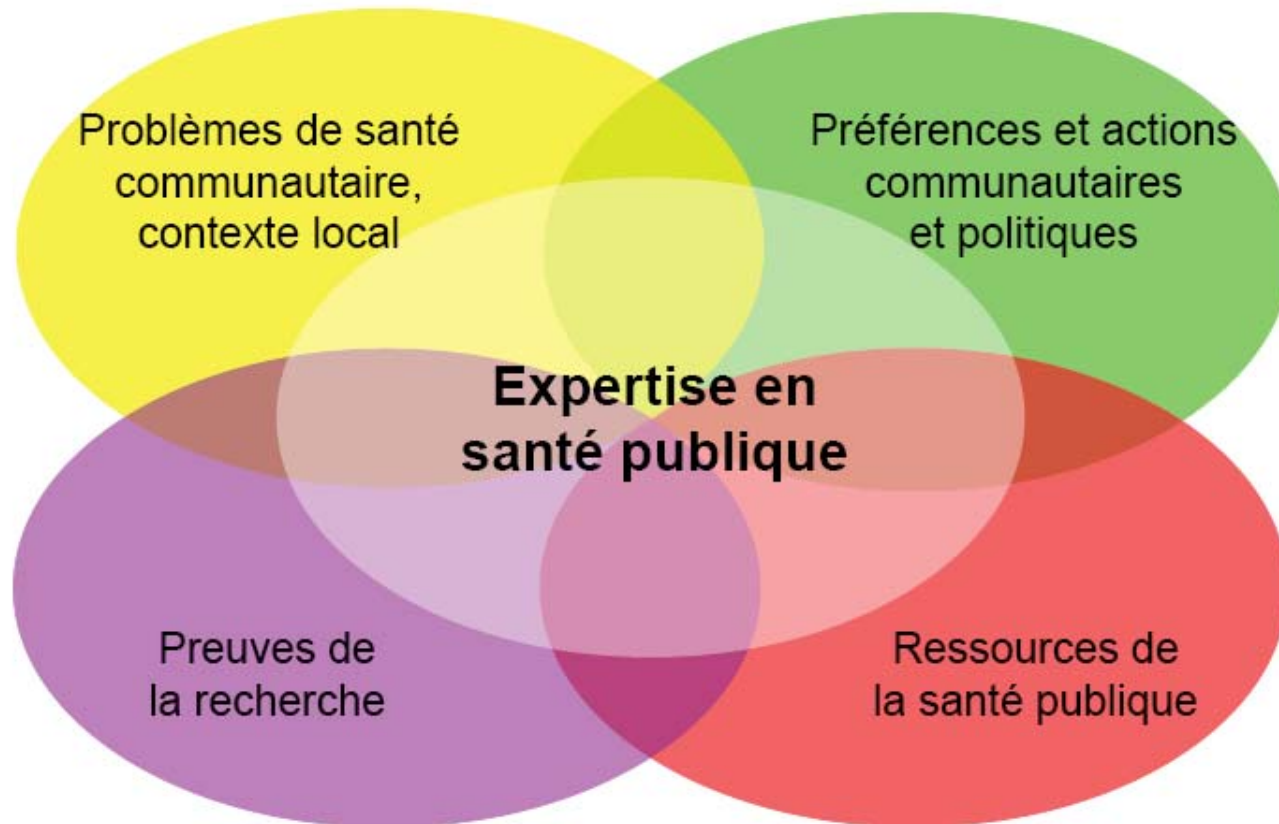 Problèmes de santé
communautaire,
contexte local
Préférences et actions
communautaires
et politiques
Expertise en
santé publique
Preuves de
la recherche
Ressources de
la santé publique